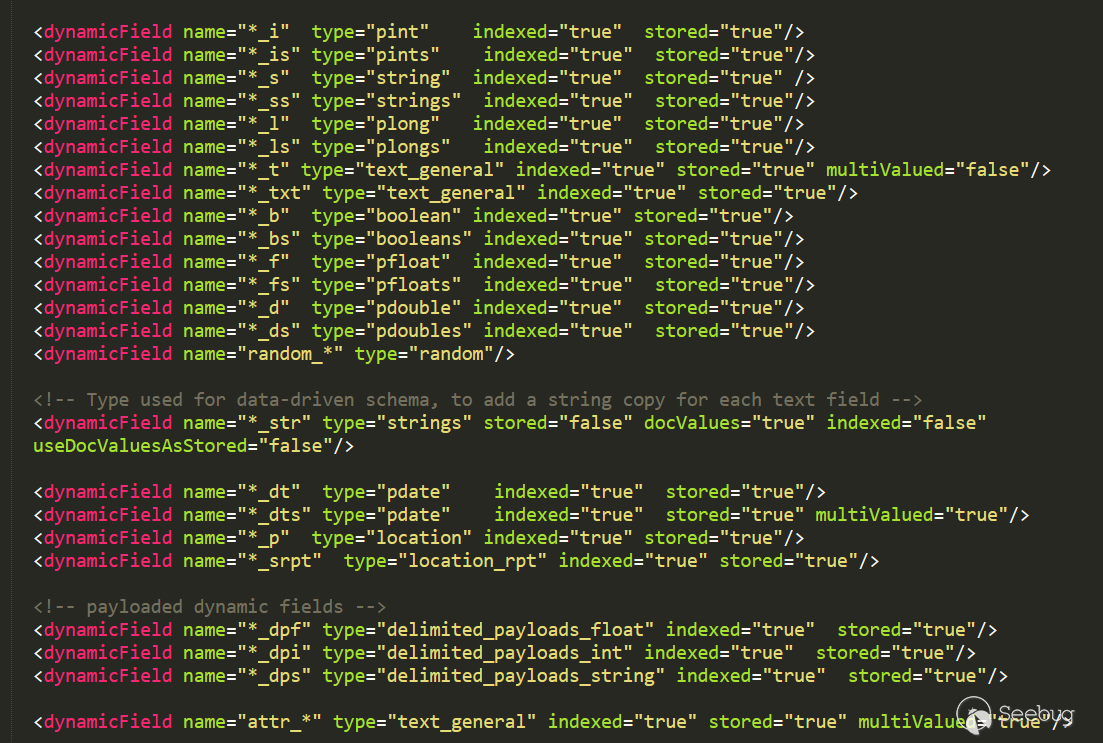 <dynamicField name="*_i"  type="pint"    indexed="true"  stored="true"/>
<dynamicField name="*_is" type="pints"    indexed="true"  stored="true"/>
<dynamicField name="*_s"  type="string"  indexed="true"  stored="true" />
<dynamicField name="*_ss" type="strings"  indexed="true"  stored="true"/>
<dynamicField name="*_l"  type="plong"   indexed="true"  stored="true"/>
<dynamicField name="*_ls" type="plongs"   indexed="true"  stored="true"/>
<dynamicField name="*_t" type="text_general" indexed="true" stored="true" multiValued="false"/>
<dynamicField name="*_txt" type="text_general" indexed="true" stored="true"/>
<dynamicField name="*_b"  type="boolean" indexed="true" stored="true"/>
<dynamicField name="*_bs" type="booleans" indexed="true" stored="true"/>
<dynamicField name="*_f"  type="pfloat"  indexed="true"  stored="true"/>
<dynamicField name="*_fs" type="pfloats"  indexed="true"  stored="true"/>
<dynamicField name="*_d"  type="pdouble" indexed="true"  stored="true"/>
<dynamicField name="*_ds" type="pdoubles" indexed="true"  stored="true"/>
<dynamicField name="random_*" type="random"/>
<!-- Type used for data-driven schema, to add a string copy for each text field -->
<dynamicField name="*_str" type="strings" stored="false" docValues="true" indexed="false"
useDocValuesAsStored="false"/>
<dynamicField name="*_dt"  type="pdate"    indexed="true"  stored="true"/>
<dynamicField name="*_dts" type="pdate"    indexed="true"  stored="true" multiValued="true"/>
<dynamicField name="*_p"  type="location" indexed="true" stored="true"/>
<dynamicField name="*_srpt"  type="location_rpt" indexed="true" stored="true"/>
<!-- payloaded dynamic fields -->
<dynamicField name="*_dpf" type="delimited_payloads_float" indexed="true"  stored="true"/>
<dynamicField name="*_dpi" type="delimited_payloads_int" indexed="true"  stored="true"/>
<dynamicField name="*_dps" type="delimited_payloads_string" indexed="true"  stored="true"/>
<dynamicField name="attr_*" type="text_general" indexed="true" stored="true" multiValued="true"/>
Seebug